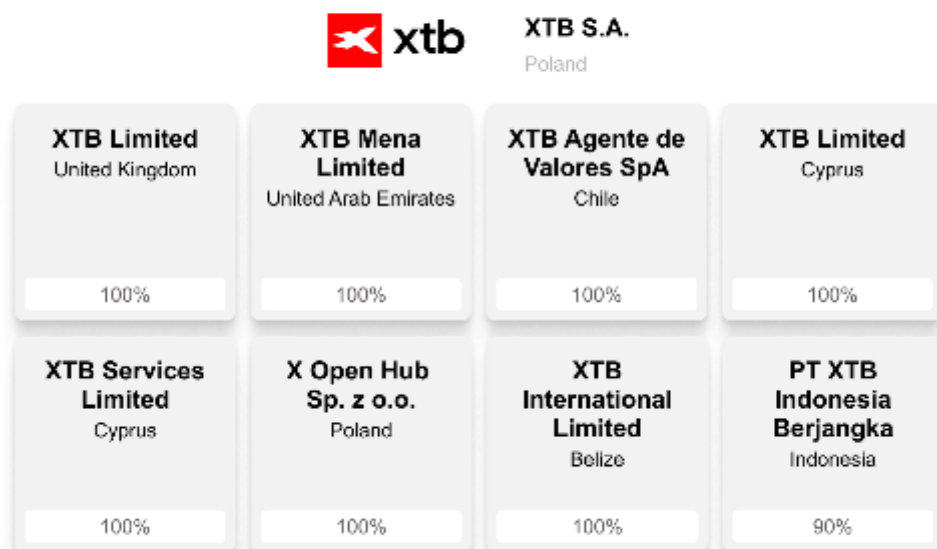 xtb
XTB S.A.
Poland
XTB Limited
United Kingdom
100%
XTB Mena
Limited
United Arab Emirates
100%
XTB Agente de
Valores SpA
Chile
100%
XTB Limited
Cyprus
100%
XTB Services
Limited
Cyprus
100%
X Open Hub
Sp. z o.o.
Poland
100%
XTB
International
Limited
Belize
100%
PT XTB
Indonesia
Berjangka
Indonesia
90%